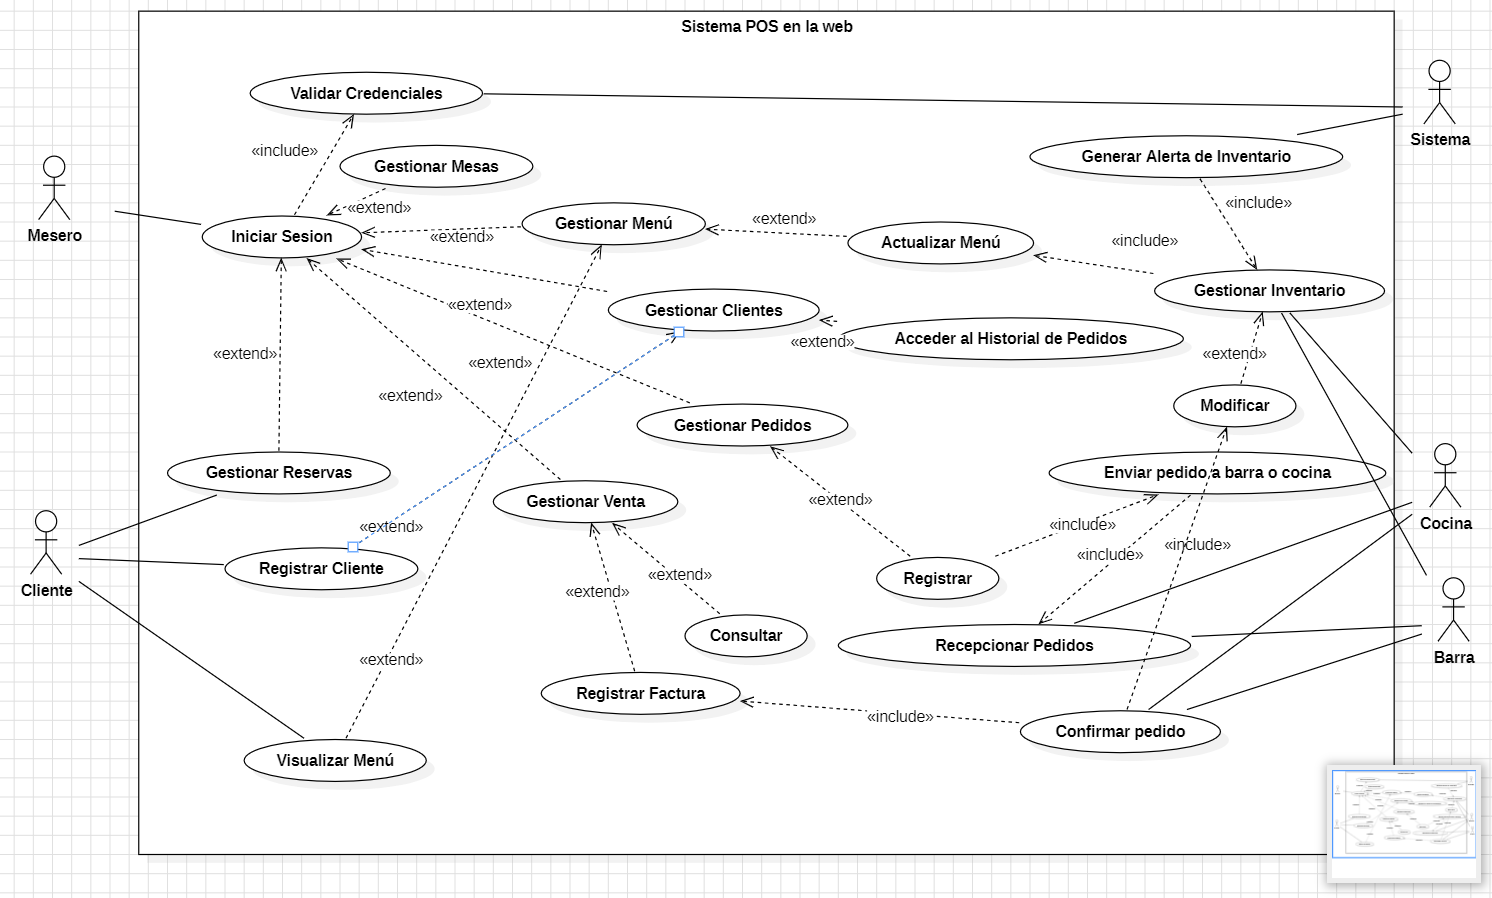 Sistema POS en la web
Validar Credenciales
Sistema
«include»
Generar Alerta de Inventario
Gestionar Mesas
Mesero
«extend»
«include»
Iniciar Sesion
Gestionar Menú
«extend»
«extend»
Actualizar Menú
«include»
Gestionar Inventario
«extend»
Gestionar Clientes
«extend»
Acceder al Historial de Pedidos
«extend»
«extend»
«extend»
«extend»
Modificar
Gestionar Pedidos
Gestionar Reservas
Enviar pedido a barra o cocina
Gestionar Venta
«extend»
Cocina
«extend»
«include»
«include»
«include»
Cliente
Registrar Cliente
«extend»
«extend»
Registrar
Consultar
Recepcionar Pedidos
Barra
«extend»
Registrar Factura
«include»
Confirmar pedido
Visualizar Menú